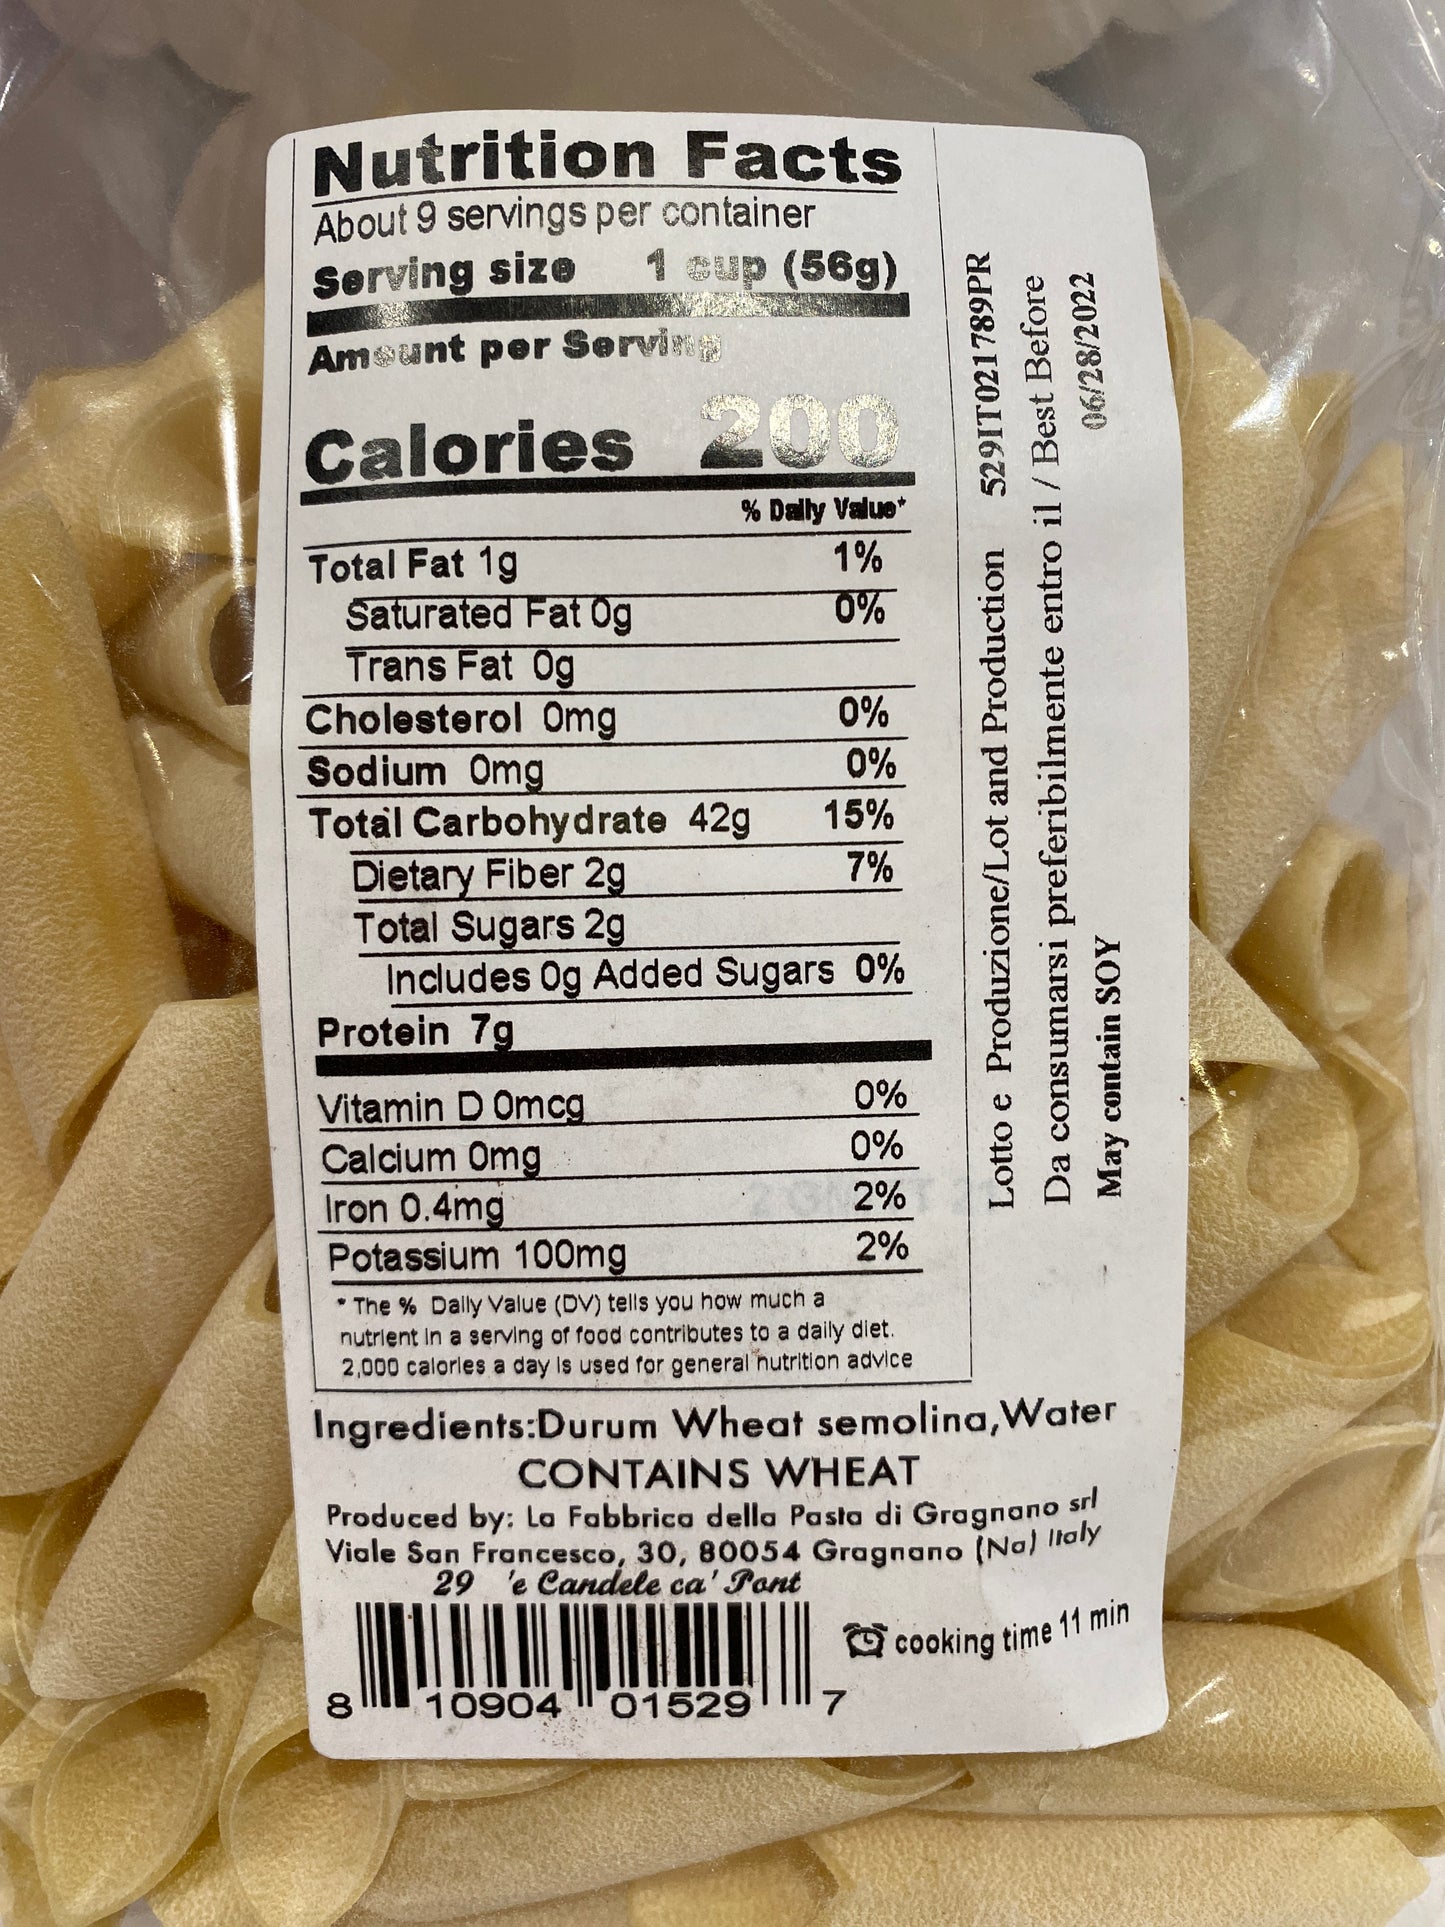 Nutrition Facts
About 9 servings per container
Serving size 1 cup (56g)
Amount per Serving
Calories 200
% Daily Value*
Total Fat 1g 1%
Saturated Fat 0g 0%
Trans Fat 0g
Cholesterol 0mg 0%
Sodium 0mg 0%
Total Carbohydrate 42g 15%
Dietary Fiber 2g 7%
Total Sugars 2g
Includes 0g Added Sugars 0%
Protein 7g
Vitamin D 0mcg 0%
Calcium 0mg 0%
Iron 0.4mg 2%
Potassium 100mg 2%
* The % Daily Value (DV) tells you how much a
nutrient in a serving of food contributes to a daily diet.
2,000 calories a day is used for general nutrition advice
Lotto e Produzione/Lot and Production 529IT021789PR
Da consumarsi preferibilmente entro il / Best Before
06/28/2022
May contain SOY
Ingredients:Durum Wheat semolina,Water
CONTAINS WHEAT
Produced by: La Fabbrica della Pasta di Gragnano srl
Viale San Francesco, 30, 80054 Gragnano (Na) Italy
29 'e Candele ca' Pont
cooking time 11 min
8 10904 01529 7